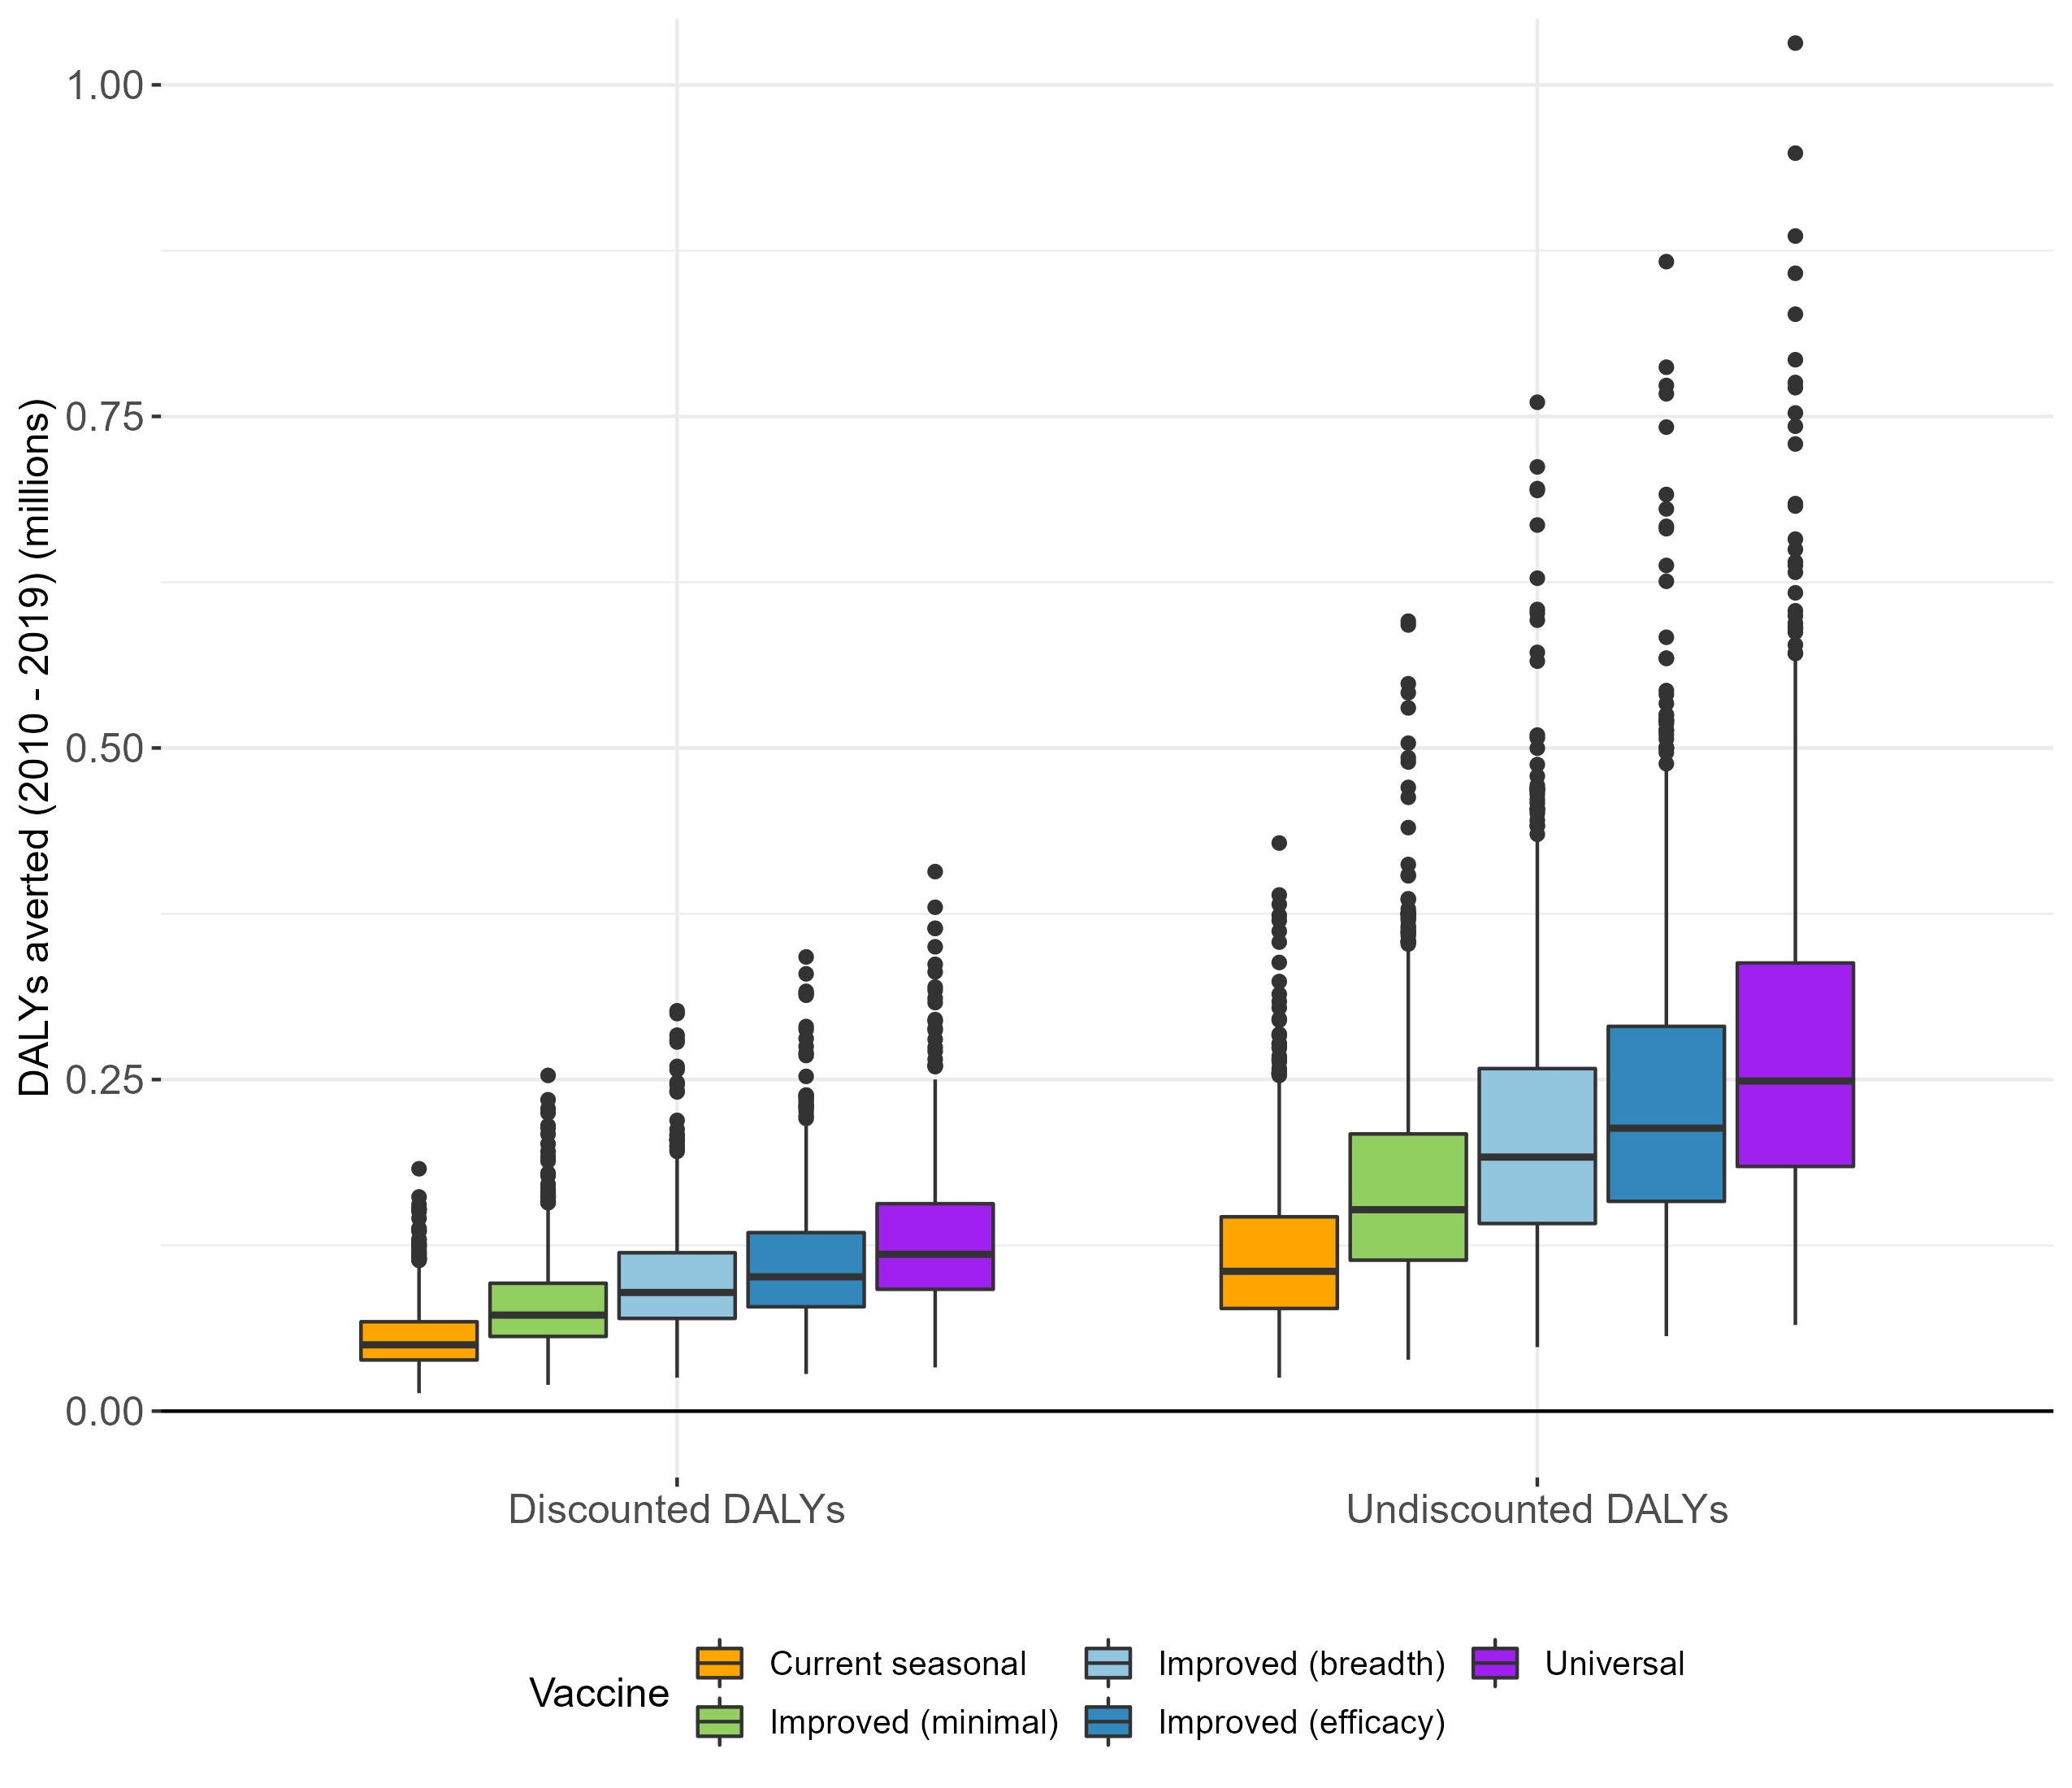 DALYs averted (2010 - 2019) (millions)
1.00
0.75
0.50
0.25
0.00
Discounted DALYs
Undiscounted DALYs
Vaccine
Current seasonal
Improved (minimal)
Improved (breadth)
Improved (efficacy)
Universal